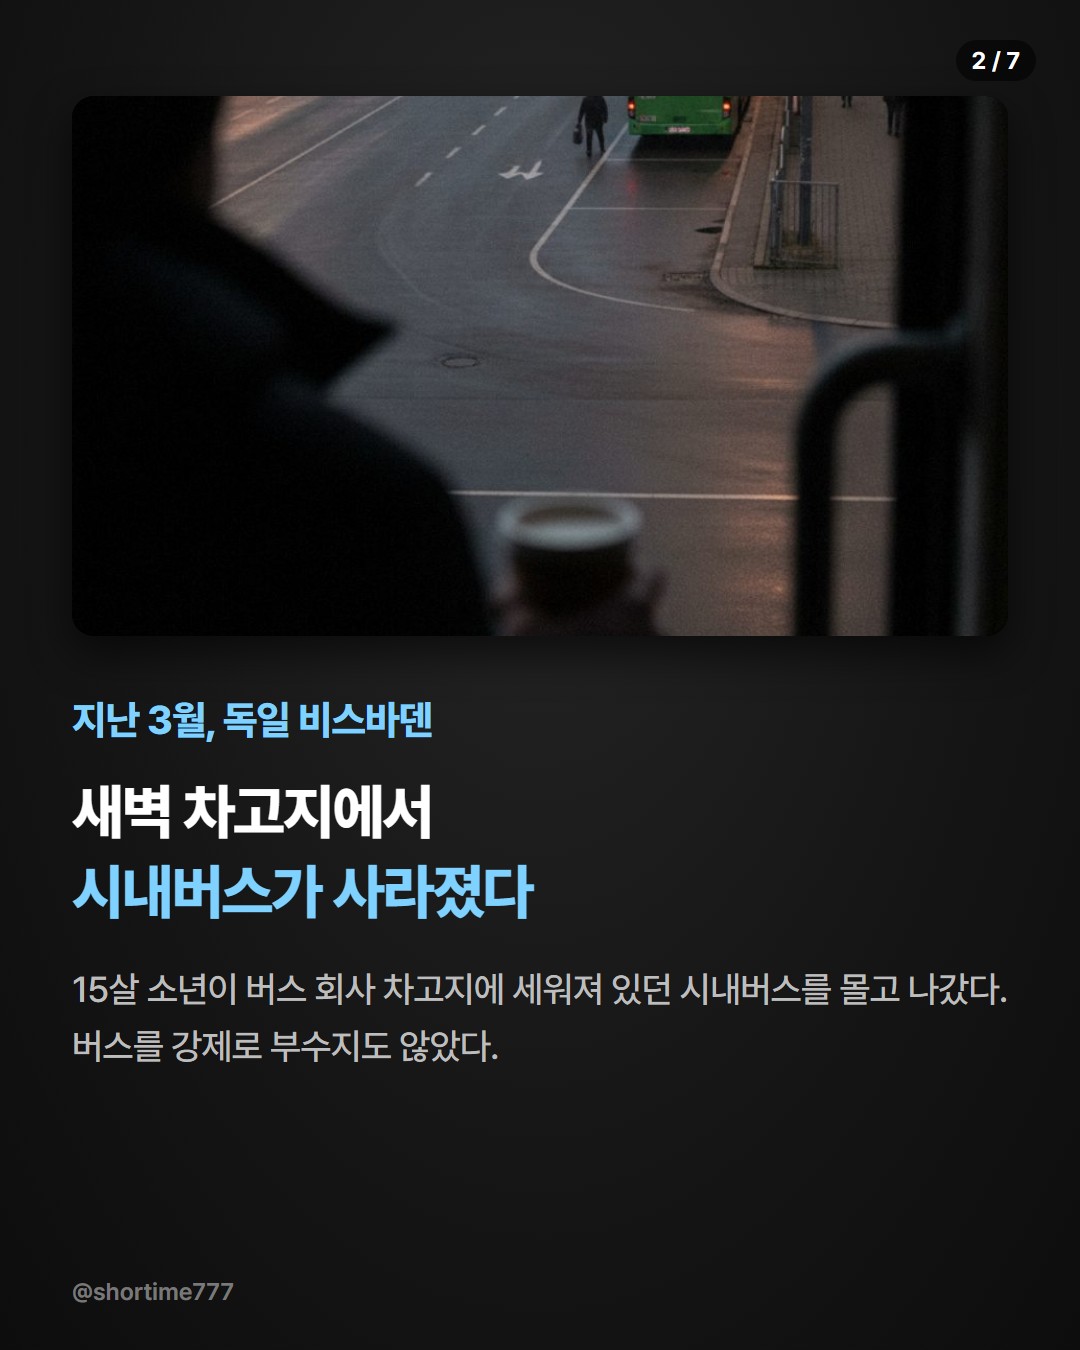 2 / 7
지난 3월, 독일 비스바덴
새벽 차고지에서
시내버스가 사라졌다
15살 소년이 버스 회사 차고지에 세워져 있던 시내버스를 몰고 나갔다.
버스를 강제로 부수지도 않았다.
@shortime777